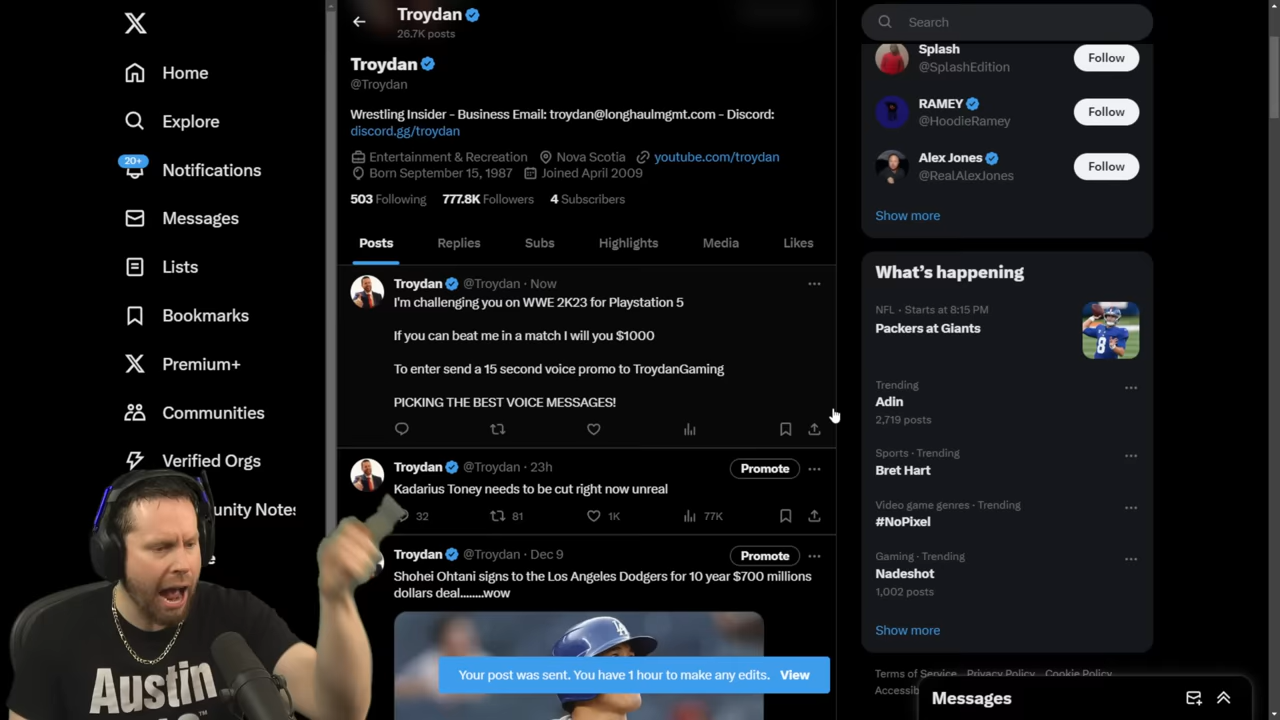 Home
Explore
20+
Notifications
Messages
Lists
Bookmarks
Premium+
Communities
Verified Orgs
unity Notes
Troydan
26.7K posts
Troydan
@Troydan
Wrestling Insider - Business Email: troydan@longhaulmgmt.com - Discord:
discord.gg/troydan
Entertainment & Recreation Nova Scotia youtube.com/troydan
Born September 15, 1987 Joined April 2009
503 Following 777.8K Followers 4 Subscribers
Posts Replies Subs Highlights Media Likes
Troydan @Troydan · Now
I'm challenging you on WWE 2K23 for Playstation 5
If you can beat me in a match I will you $1000
To enter send a 15 second voice promo to TroydanGaming
PICKING THE BEST VOICE MESSAGES!
Troydan @Troydan · 23h
Promote
Kadarius Toney needs to be cut right now unreal
32 81 1K 77K
Troydan @Troydan · Dec 9
Promote
Shohei Ohtani signs to the Los Angeles Dodgers for 10 year $700 millions
dollars deal........wow
LA
Your post was sent. You have 1 hour to make any edits. View
Search
Splash
@SplashEdition
Follow
RAMEY
@HoodieRamey
Follow
Alex Jones
@RealAlexJones
Follow
Show more
What's happening
NFL · Starts at 8:15 PM
Packers at Giants
8
Trending
Adin
2,719 posts
Sports · Trending
Bret Hart
Video game genres · Trending
#NoPixel
Gaming · Trending
Nadeshot
1,002 posts
Show more
Terms of Service Privacy Policy Cookie Policy
Accessib
Messages
Austin